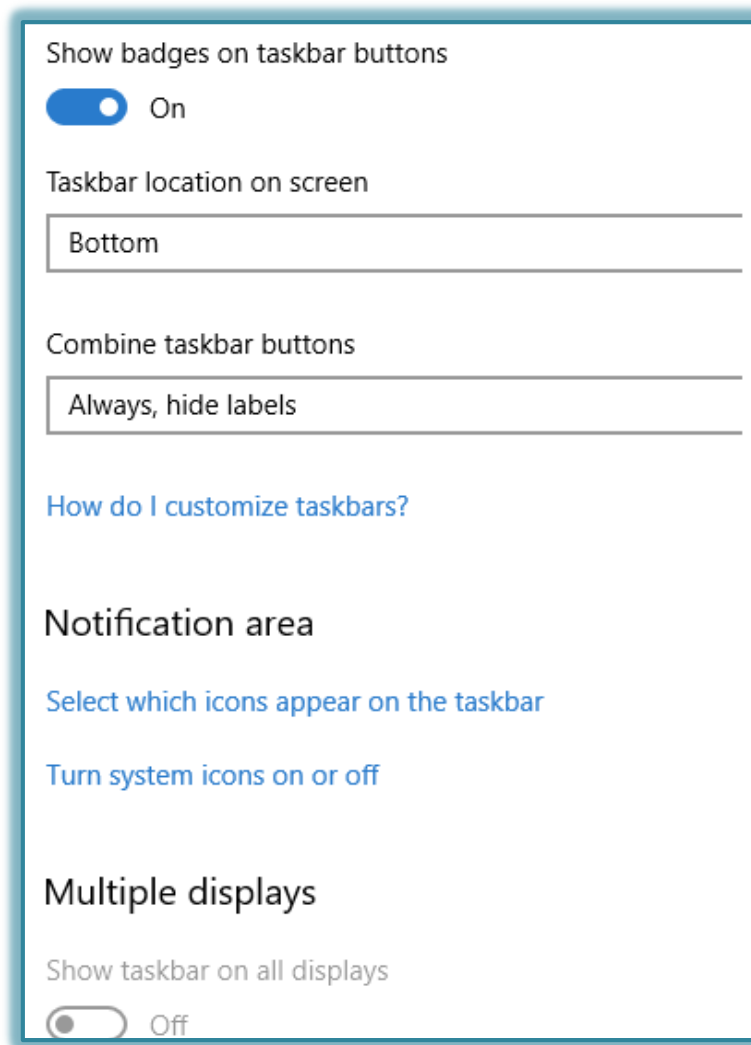 Show badges on taskbar buttons
On
Taskbar location on screen
Bottom
Combine taskbar buttons
Always, hide labels
How do I customize taskbars?
Notification area
Select which icons appear on the taskbar
Turn system icons on or off
Multiple displays
Show taskbar on all displays
Off